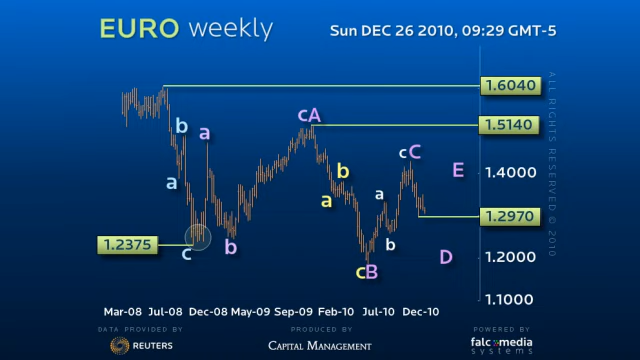 EURO weekly
Sun DEC 26 2010, 09:29 GMT-5
1.6040
cA
1.5140
b
a
b
cC
1.4000
E
a
a
a
1.2970
1.2375
b
b
c
D
1.2000
cB
1.1000
Mar-08 Jul-08 Dec-08 May-09 Sep-09 Feb-10 Jul-10 Dec-10
ALL RIGHTS RESERVED © 2010
DATA PROVIDED BY
REUTERS
PRODUCED BY
CAPITAL MANAGEMENT
POWERED BY
falc media
systems